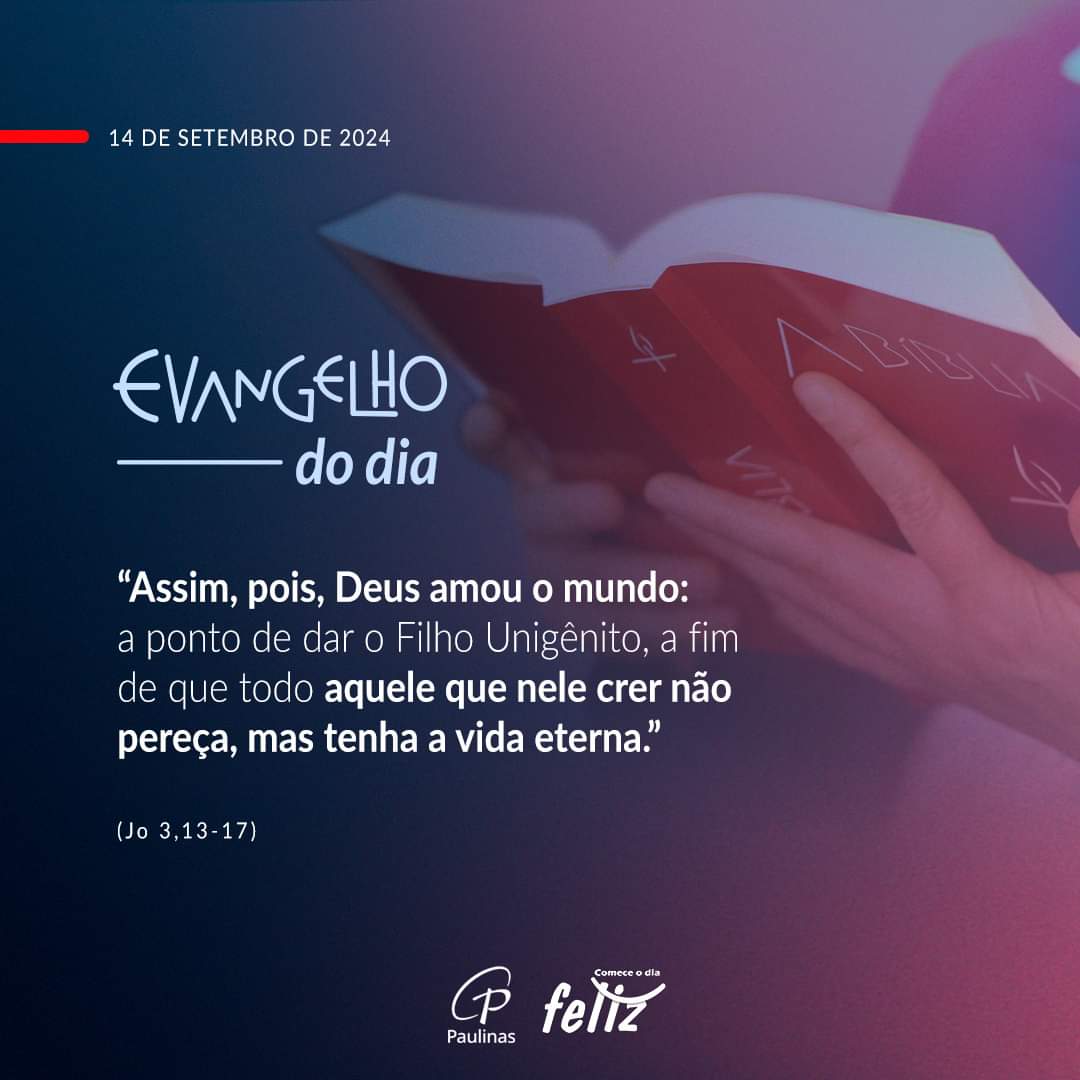 14 DE SETEMBRO DE 2024
A BÍBLIA
EVANGELHO
do dia
“Assim, pois, Deus amou o mundo:
a ponto de dar o Filho Unigênito, a fim
de que todo aquele que nele crer não
pereça, mas tenha a vida eterna.”
(Jo 3,13-17)
Paulinas
Comece o dia
feliz